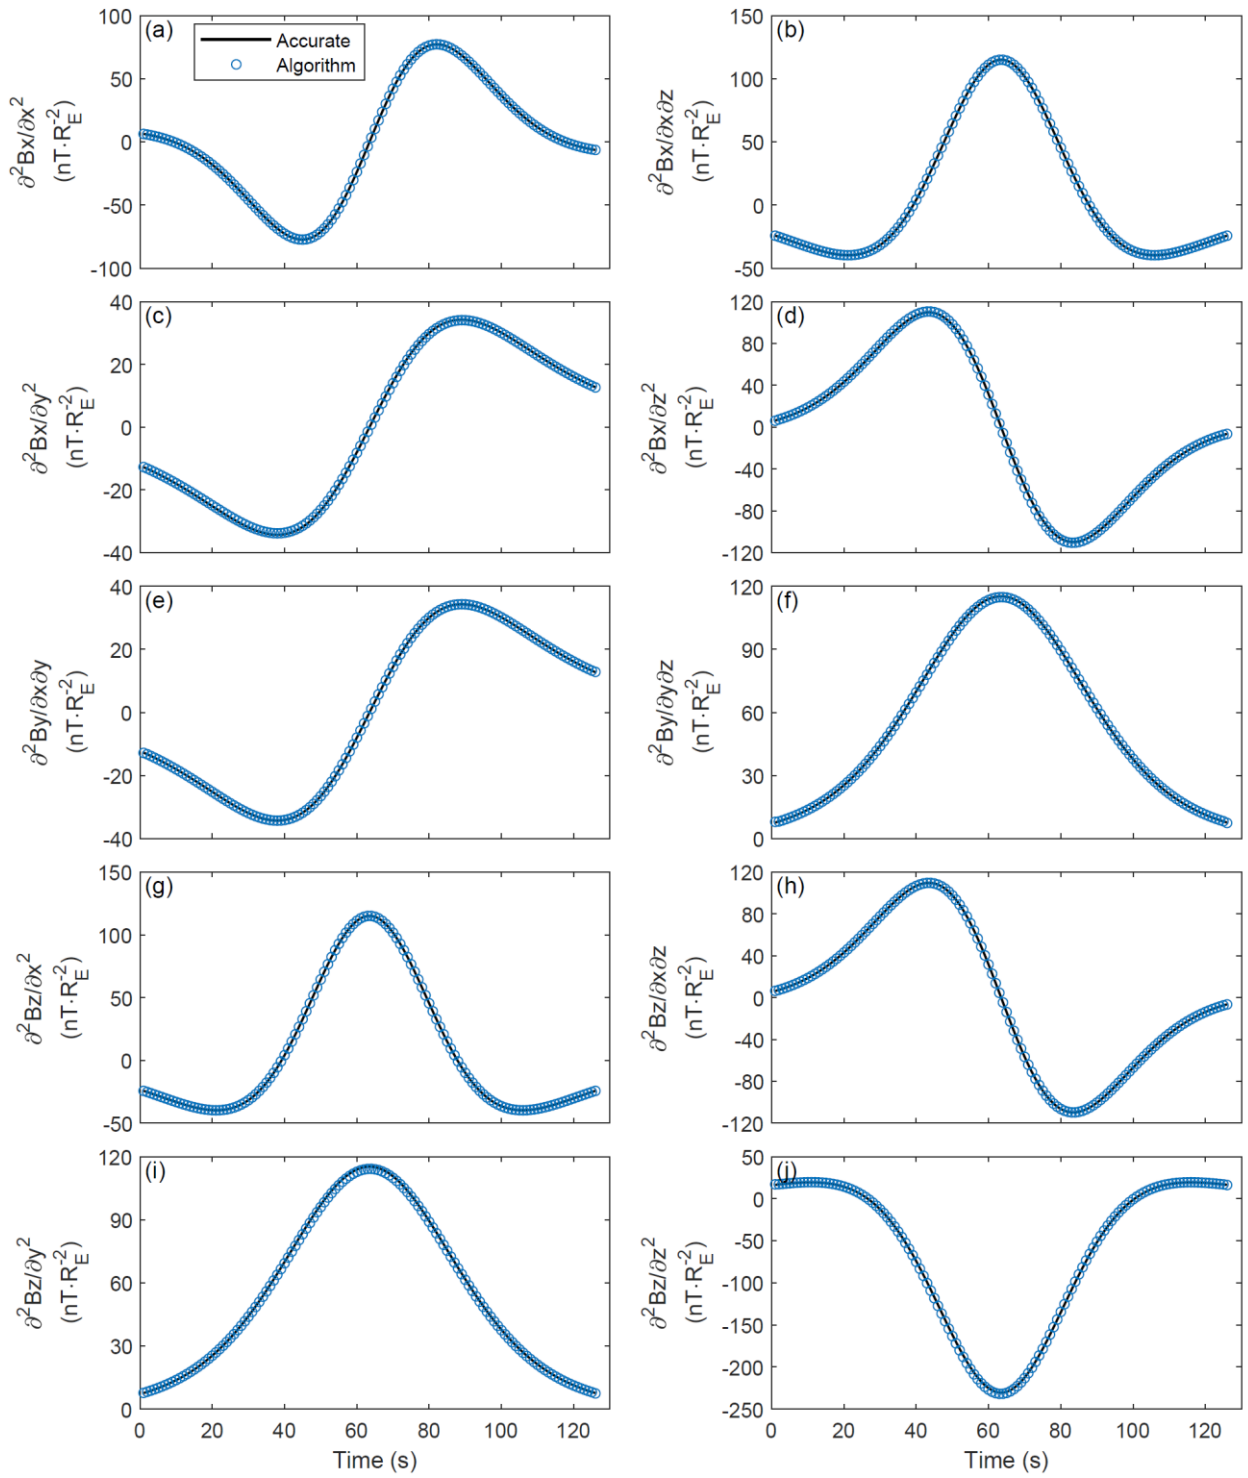 (a)
Accurate
Algorithm
∂²Bx/∂x²
(nT·R_E^-2)
100
50
0
-50
-100
(b)
∂²Bx/∂x∂z
(nT·R_E^-2)
150
100
50
0
-50
(c)
∂²Bx/∂y²
(nT·R_E^-2)
40
20
0
-20
-40
(d)
∂²Bx/∂z²
(nT·R_E^-2)
120
80
40
0
-40
-80
-120
(e)
∂²By/∂x∂y
(nT·R_E^-2)
40
20
0
-20
-40
(f)
∂²By/∂y∂z
(nT·R_E^-2)
120
90
60
30
0
(g)
∂²Bz/∂x²
(nT·R_E^-2)
150
100
50
0
-50
(h)
∂²Bz/∂x∂z
(nT·R_E^-2)
120
80
40
0
-40
-80
-120
(i)
∂²Bz/∂y²
(nT·R_E^-2)
120
90
60
30
0
0 20 40 60 80 100 120
Time (s)
(j)
∂²Bz/∂z²
(nT·R_E^-2)
50
0
-50
-100
-150
-200
-250
0 20 40 60 80 100 120
Time (s)